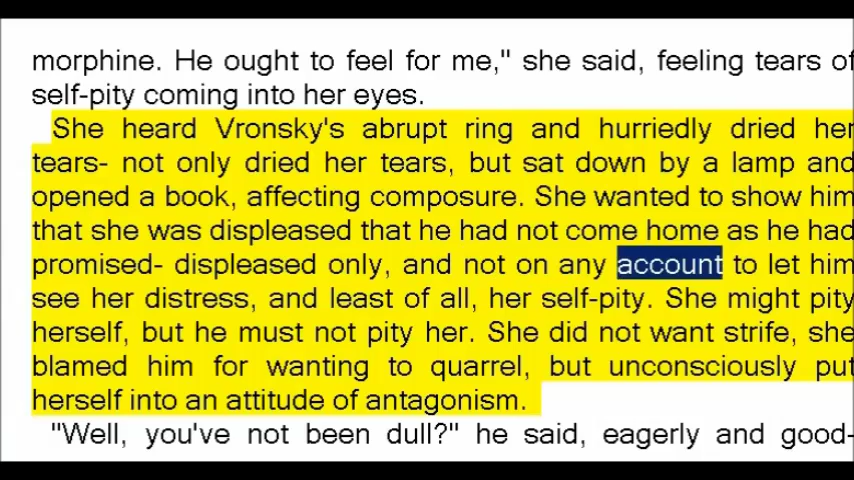 morphine. He ought to feel for me," she said, feeling tears of
self-pity coming into her eyes.
She heard Vronsky's abrupt ring and hurriedly dried her
tears- not only dried her tears, but sat down by a lamp and
opened a book, affecting composure. She wanted to show him
that she was displeased that he had not come home as he had
promised- displeased only, and not on any account to let him
see her distress, and least of all, her self-pity. She might pity
herself, but he must not pity her. She did not want strife, she
blamed him for wanting to quarrel, but unconsciously put
herself into an attitude of antagonism.
"Well, you've not been dull?" he said, eagerly and good-